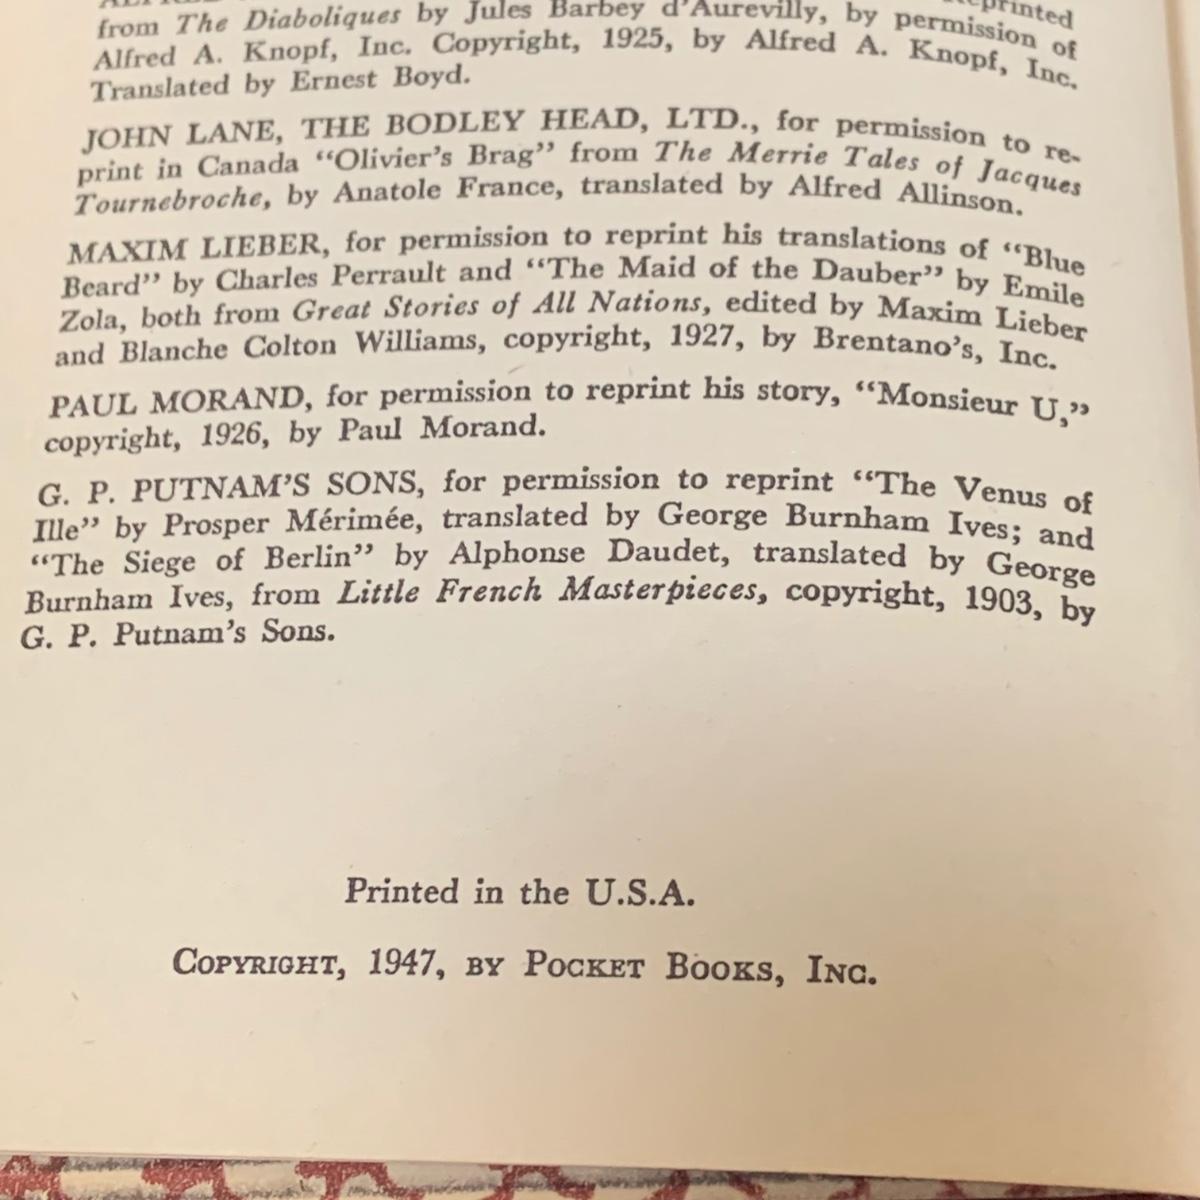 Printed
from The Diaboliques by Jules Barbey d'Aurevilly, by permission of
Alfred A. Knopf, Inc. Copyright, 1925, by Alfred A. Knopf, Inc.
Translated by Ernest Boyd.
JOHN LANE, THE BODLEY HEAD, LTD., for permission to re-
print in Canada “Olivier’s Brag” from The Merrie Tales of Jacques
Tournebroche, by Anatole France, translated by Alfred Allinson.
MAXIM LIEBER, for permission to reprint his translations of “Blue
Beard” by Charles Perrault and “The Maid of the Dauber” by Emile
Zola, both from Great Stories of All Nations, edited by Maxim Lieber
and Blanche Colton Williams, copyright, 1927, by Brentano’s, Inc.
PAUL MORAND, for permission to reprint his story, “Monsieur U,”
copyright, 1926, by Paul Morand.
G. P. PUTNAM’S SONS, for permission to reprint “The Venus of
Ille” by Prosper Mérimée, translated by George Burnham Ives; and
“The Siege of Berlin” by Alphonse Daudet, translated by George
Burnham Ives, from Little French Masterpieces, copyright, 1903, by
G. P. Putnam’s Sons.
Printed in the U.S.A.
COPYRIGHT, 1947, BY POCKET BOOKS, INC.